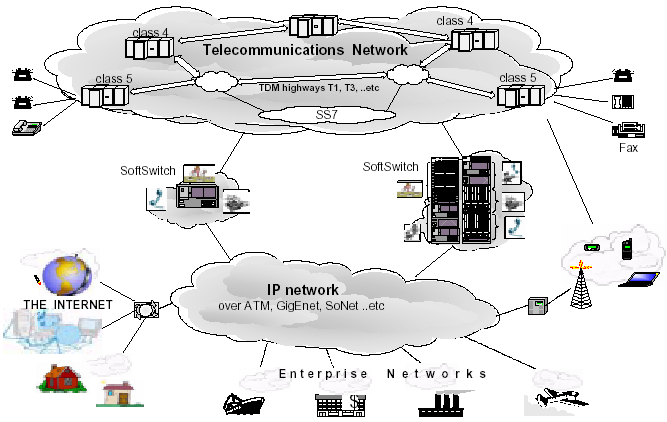 class 4
class 4
Telecommunications Network
class 5
class 5
TDM highways T1, T3, ..etc
SS7
Fax
SoftSwitch
SoftSwitch
IP network
over ATM, GigEnet, SoNet ..etc
THE INTERNET
Enterprise Networks
$